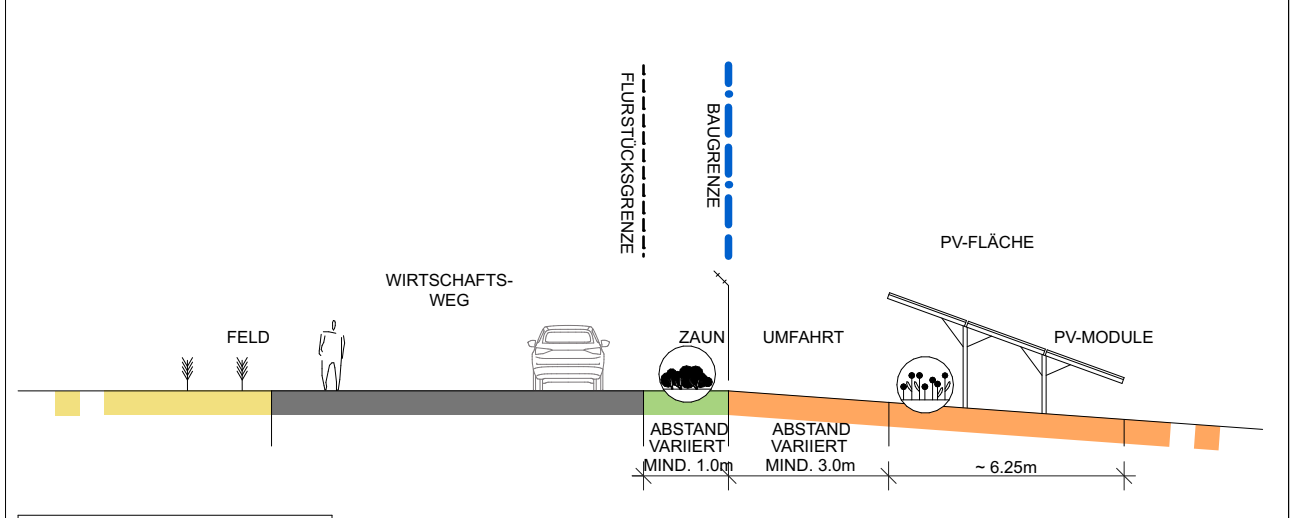 FLURSTÜCKSGRENZE
BAUGRENZE
PV-FLÄCHE
WIRTSCHAFTS-
WEG
FELD
ZAUN
UMFAHRT
PV-MODULE
ABSTAND
VARIIERT
MIND. 1.0m
ABSTAND
VARIIERT
MIND. 3.0m
~ 6.25m